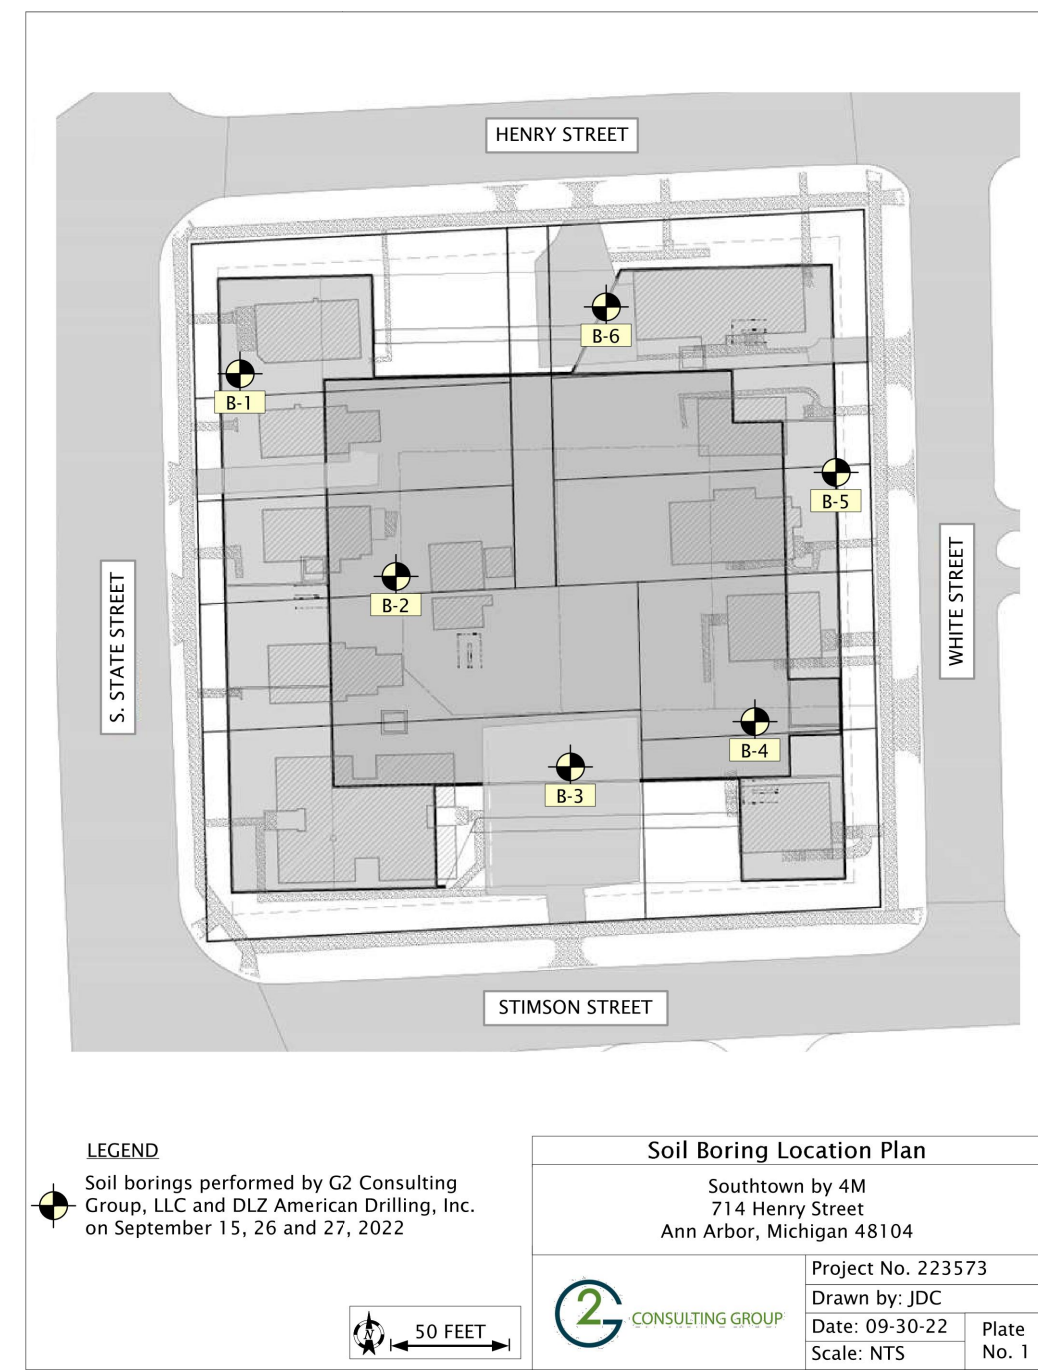 HENRY STREET
B-6
B-1
B-5
S. STATE STREET
WHITE STREET
B-2
B-4
B-3
STIMSON STREET
LEGEND
Soil borings performed by G2 Consulting
Group, LLC and DLZ American Drilling, Inc.
on September 15, 26 and 27, 2022
N
50 FEET
Soil Boring Location Plan
Southtown by 4M
714 Henry Street
Ann Arbor, Michigan 48104
G2 CONSULTING GROUP
Project No. 223573
Drawn by: JDC
Date: 09-30-22
Scale: NTS
Plate
No. 1